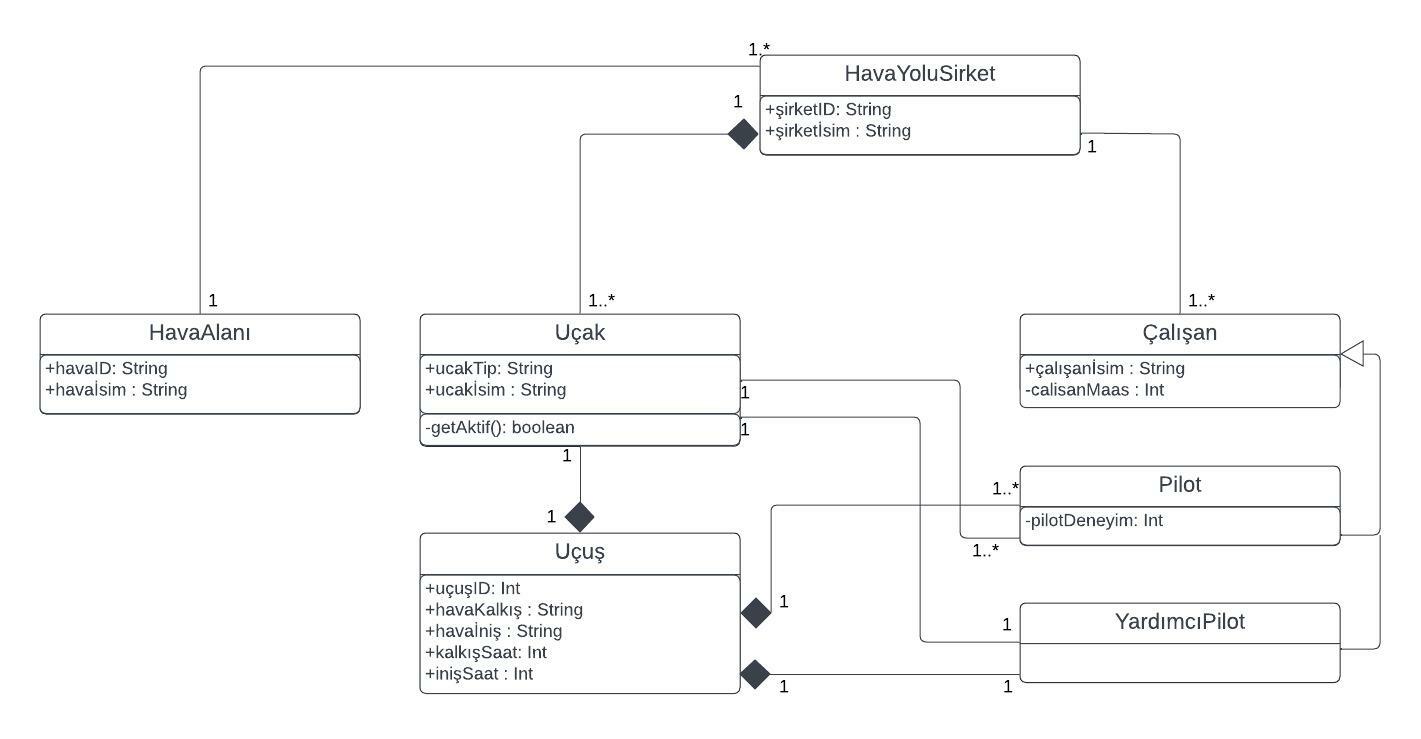 1.*
HavaYoluSirket
1
+şirketID: String
+şirketİsim : String
1
1
1..*
1..*
HavaAlanı
+havaID: String
+havaİsim : String
Uçak
+ucakTip: String
+ucakİsim : String
-getAktif(): boolean
1
1
1
Çalışan
+çalışanİsim : String
-calisanMaas : Int
1..*
Pilot
-pilotDeneyim: Int
1..*
1
Uçuş
+uçuşID: Int
+havaKalkış : String
+havaİniş : String
+kalkışSaat: Int
+inişSaat : Int
1
1
YardımcıPilot
1
1